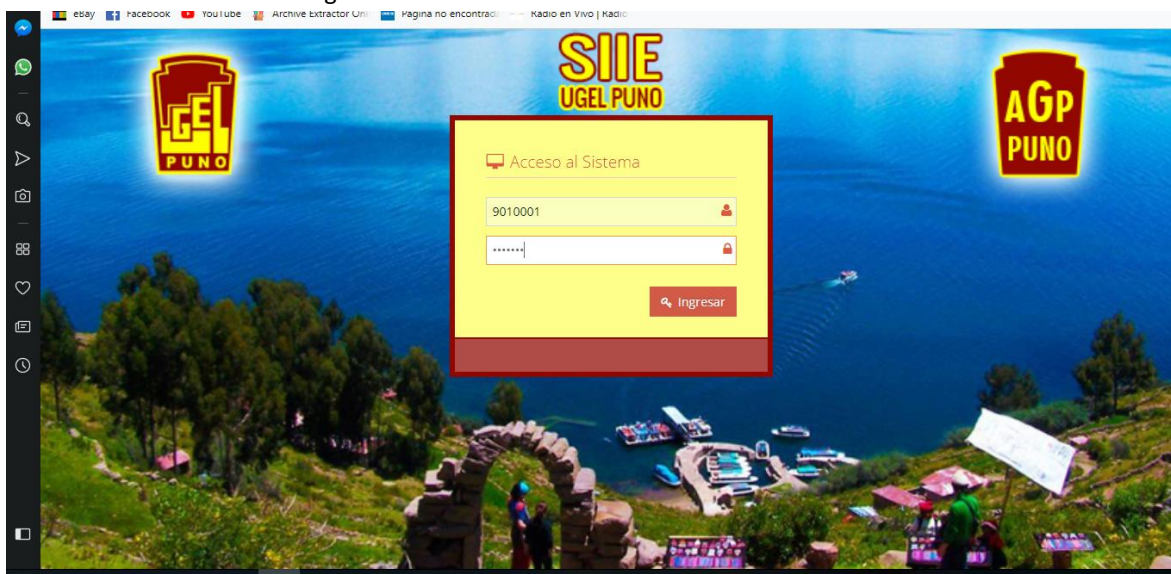 eBay Facebook YouTube Archive Extractor Onl Página no encontrad Radio en Vivo | Radio
SIIE
UGEL PUNO
UGEL
PUNO
AGP
PUNO
Acceso al Sistema
9010001
•••••••
Ingresar